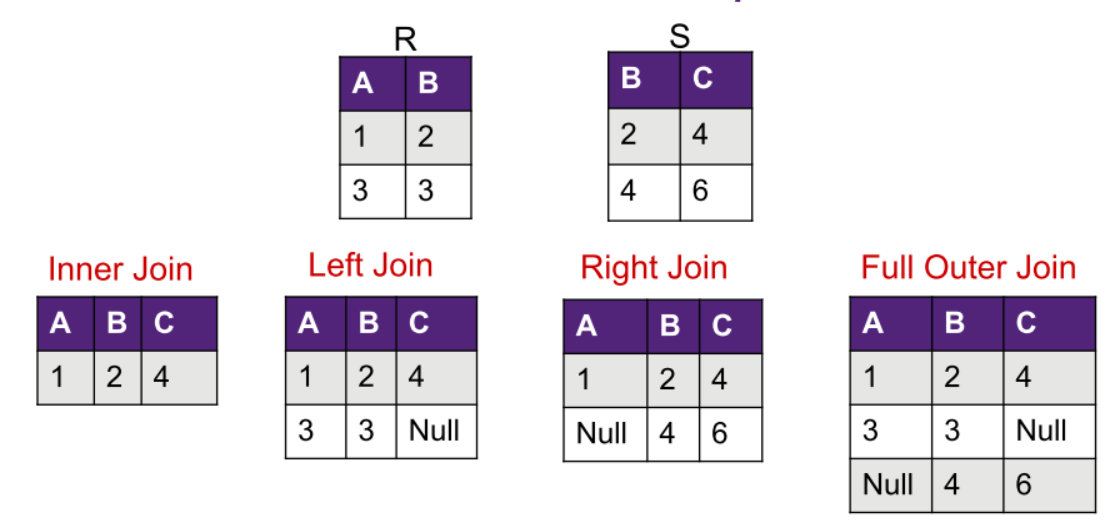 R S
A B B C
1 2 2 4
3 3 4 6
Inner Join Left Join Right Join Full Outer Join
A B C A B C A B C A B C
1 2 4 1 2 4 1 2 4 1 2 4
3 3 Null Null 4 6 3 3 Null
Null 4 6